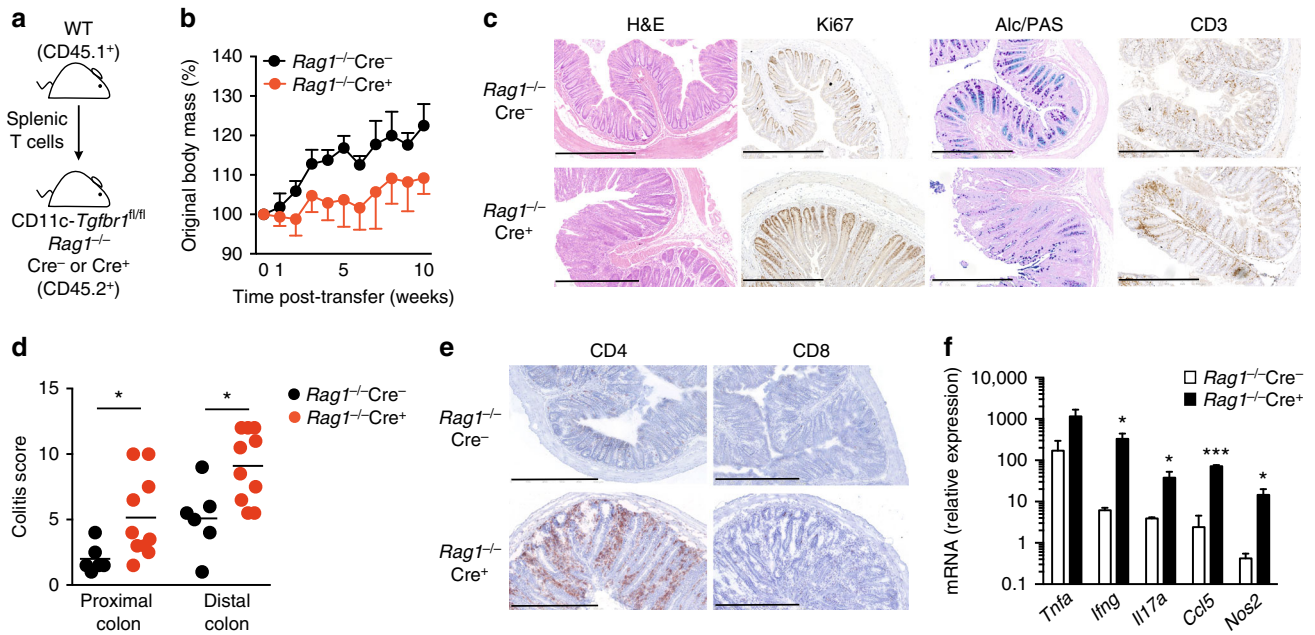 a
WT
(CD45.1⁺)
Splenic
T cells
CD11c-Tgfbr1ᶠˡ/ᶠˡ
Rag1⁻/⁻
Cre⁻ or Cre⁺
(CD45.2⁺)
b
Rag1⁻/⁻Cre⁻
Rag1⁻/⁻Cre⁺
Original body mass (%)
140
130
120
110
100
90
0 1 5 10
Time post-transfer (weeks)
c
H&E Ki67 Alc/PAS CD3
Rag1⁻/⁻
Cre⁻
Rag1⁻/⁻
Cre⁺
d
Colitis score
15
10
5
0
* *
Rag1⁻/⁻Cre⁻
Rag1⁻/⁻Cre⁺
Proximal
colon
Distal
colon
e
CD4 CD8
Rag1⁻/⁻
Cre⁻
Rag1⁻/⁻
Cre⁺
f
mRNA (relative expression)
10,000
1000
100
10
1
0.1
Rag1⁻/⁻Cre⁻
Rag1⁻/⁻Cre⁺
* * *** *
Tnfa Ifng Il17a Ccl5 Nos2